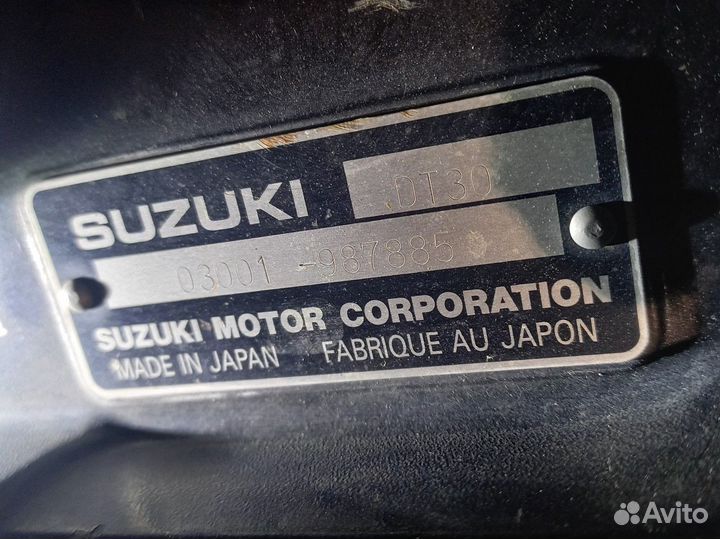 SUZUKI DT30
03001 -987885
SUZUKI MOTOR CORPORATION
MADE IN JAPAN FABRIQUE AU JAPON
Avito